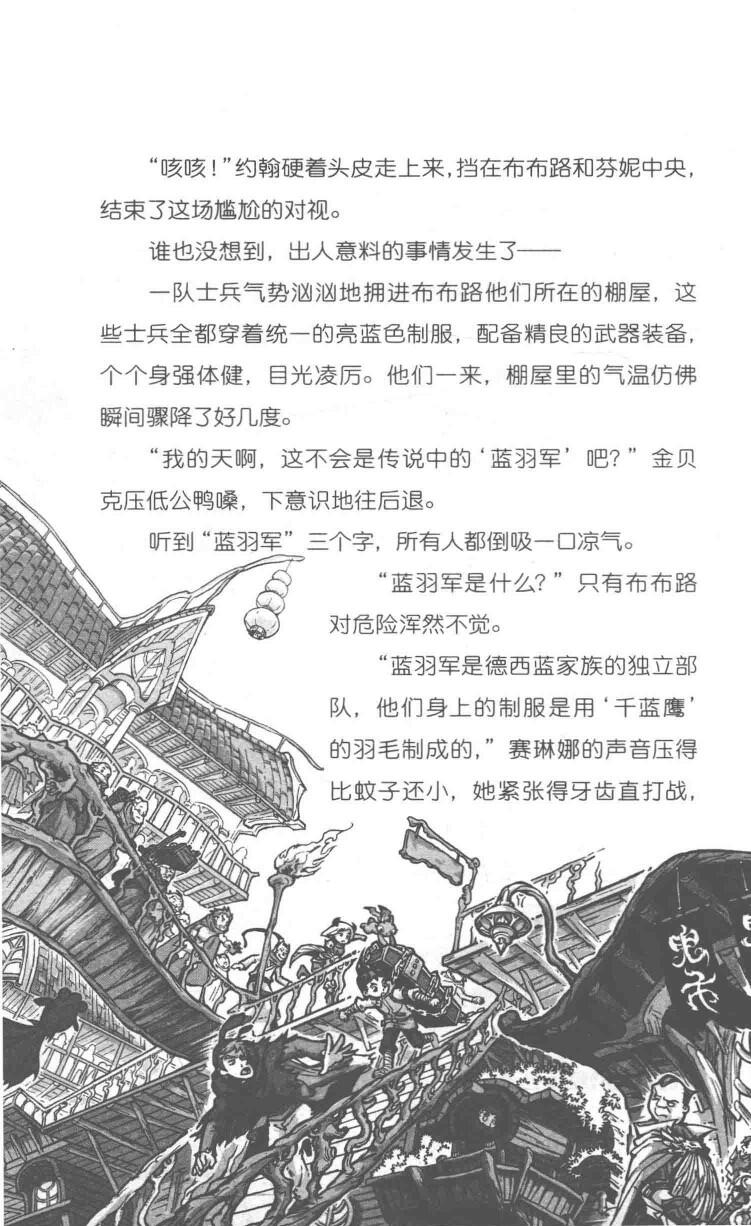 “咳咳！”约翰硬着头皮走上来，挡在布布路和芬妮中央，
结束了这场尴尬的对视。
谁也没想到，出人意料的事情发生了——
一队士兵气势汹汹地拥进布布路他们所在的棚屋，这
些士兵全都穿着统一的亮蓝色制服，配备精良的武器装备，
个个身强体健，目光凌厉。他们一来，棚屋里的气温仿佛
瞬间骤降了好几度。
“我的天啊，这不会是传说中的‘蓝羽军’吧？”金贝
克压低公鸭嗓，下意识地往后退。
听到“蓝羽军”三个字，所有人都倒吸一口凉气。
“蓝羽军是什么？”只有布布路
对危险浑然不觉。
“蓝羽军是德西蓝家族的独立部
队，他们身上的制服是用‘千蓝鹰’
的羽毛制成的，”赛琳娜的声音压得
比蚊子还小，她紧张得牙齿直打战，